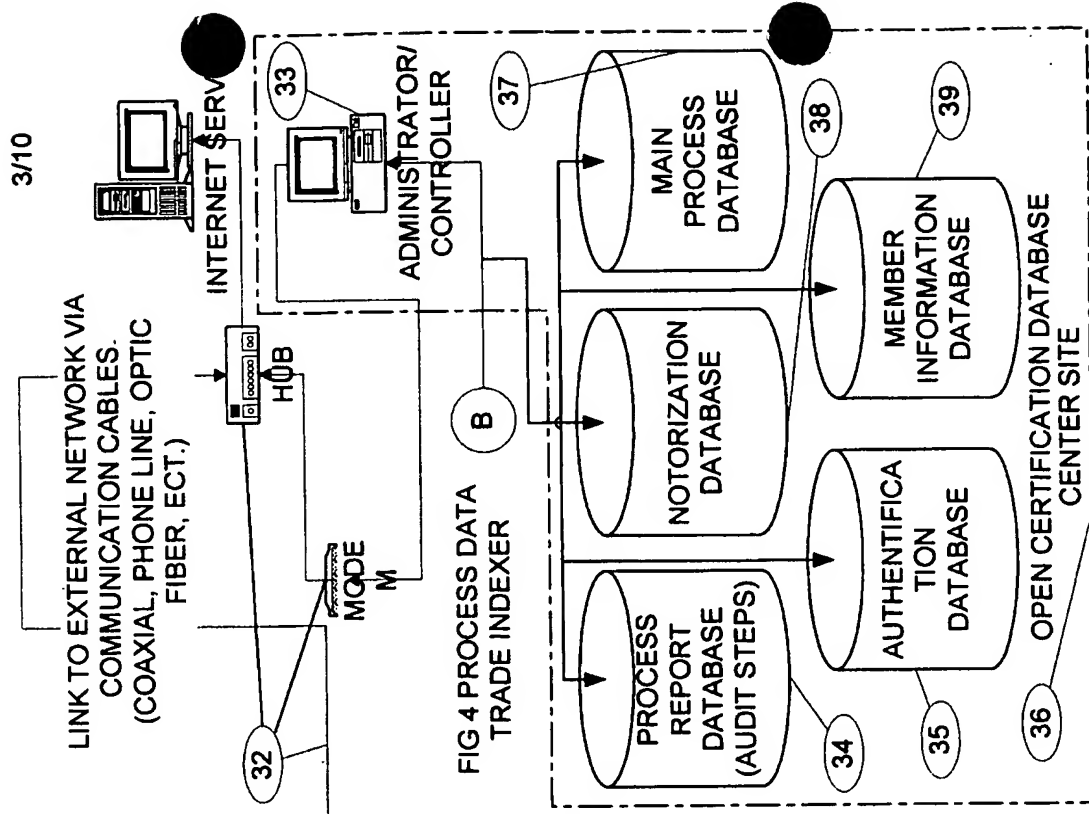 3/10
LINK TO EXTERNAL NETWORK VIA
COMMUNICATION CABLES.
(COAXIAL, PHONE LINE, OPTIC
FIBER, ECT.)
INTERNET SERV
HUB
32
MODE
M
33
ADMINISTRATOR/
CONTROLLER
FIG 4 PROCESS DATA
TRADE INDEXER
B
PROCESS
REPORT
DATABASE
(AUDIT STEPS)
34
NOTORIZATION
DATABASE
38
MAIN
PROCESS
DATABASE
37
AUTHENTIFICA
TION
DATABASE
35
MEMBER
INFORMATION
DATABASE
39
OPEN CERTIFICATION DATABASE
CENTER SITE
36